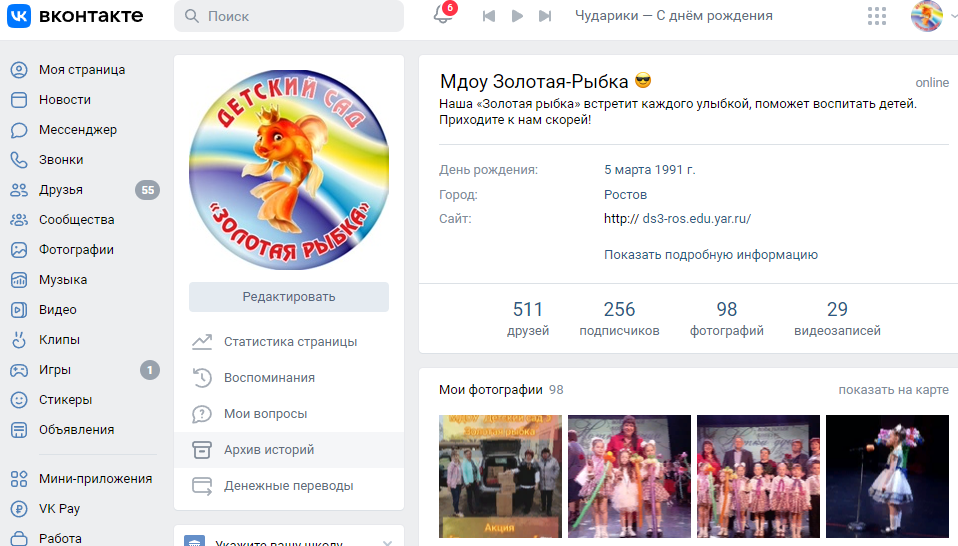 вконтакте
Поиск
6
Чударики — С днём рождения
Моя страница
Новости
Мессенджер
Звонки
Друзья
55
Сообщества
Фотографии
Музыка
Видео
Клипы
Игры
1
Стикеры
Объявления
Мини-приложения
VK Pay
Работа
ДЕТСКИЙ САД
«ЗОЛОТАЯ РЫБКА»
Редактировать
Статистика страницы
Воспоминания
Мои вопросы
Архив историй
Денежные переводы
Укажите вашу школу
Мдоу Золотая-Рыбка 😎
online
Наша «Золотая рыбка» встретит каждого улыбкой, поможет воспитать детей.
Приходите к нам скорей!
День рождения: 5 марта 1991 г.
Город: Ростов
Сайт: http:// ds3-ros.edu.yar.ru/
Показать подробную информацию
511 256 98 29
друзей подписчиков фотографий видеозаписей
Мои фотографии 98
показать на карте
Золотая рыбка
Акция